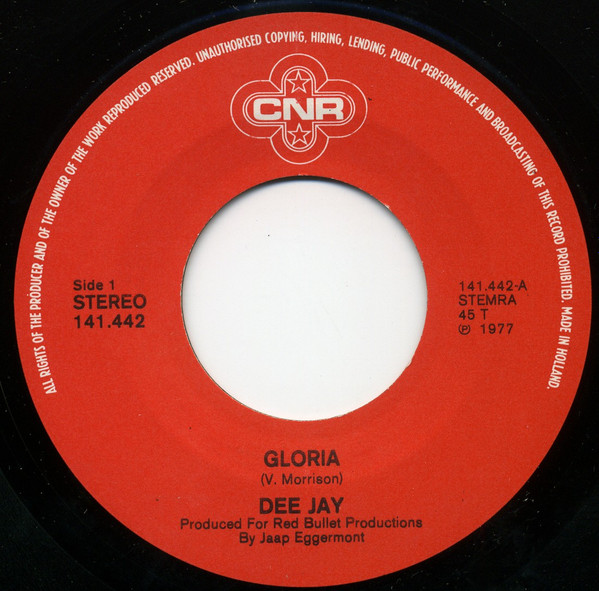 ALL RIGHTS OF THE PRODUCER AND OF THE OWNER OF THE WORK REPRODUCED RESERVED. UNAUTHORISED COPYING, HIRING, LENDING, PUBLIC PERFORMANCE AND BROADCASTING OF THIS RECORD PROHIBITED. MADE IN HOLLAND.
CNR
Side 1
STEREO
141.442
141.442-A
STEMRA
45 T
℗ 1977
GLORIA
(V. Morrison)
DEE JAY
Produced For Red Bullet Productions
By Jaap Eggermont